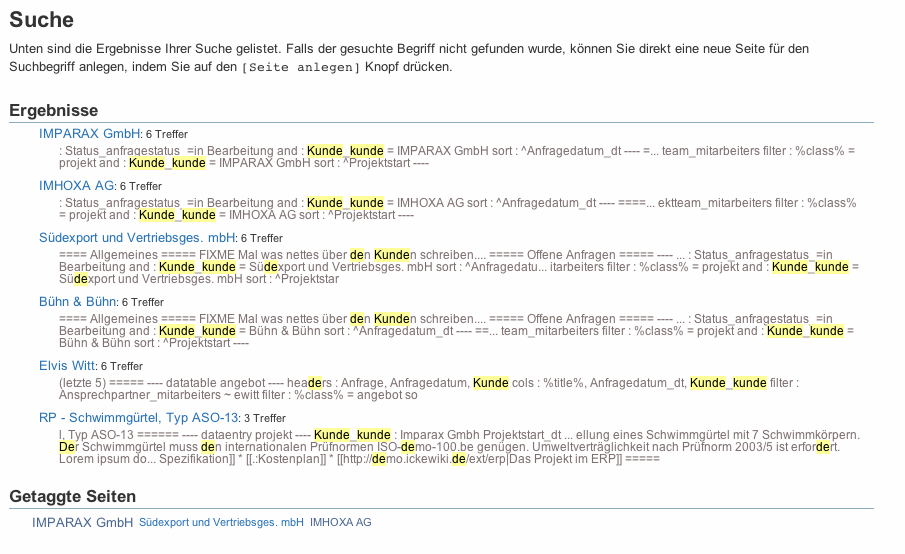 Suche
Unten sind die Ergebnisse Ihrer Suche gelistet. Falls der gesuchte Begriff nicht gefunden wurde, können Sie direkt eine neue Seite für den
Suchbegriff anlegen, indem Sie auf den [Seite anlegen] Knopf drücken.
Ergebnisse
IMPARAX GmbH: 6 Treffer
: Status_anfragestatus_=in Bearbeitung and : Kunde_kunde = IMPARAX GmbH sort : ^Anfragedatum_dt ---- =... team_mitarbeiters filter : %class% =
projekt and : Kunde_kunde = IMPARAX GmbH sort : ^Projektstart ----
IMHOXA AG: 6 Treffer
: Status_anfragestatus_=in Bearbeitung and : Kunde_kunde = IMHOXA AG sort : ^Anfragedatum_dt ---- ====... ektteam_mitarbeiters filter : %class%
= projekt and : Kunde_kunde = IMHOXA AG sort : ^Projektstart ----
Südexport und Vertriebsges. mbH: 6 Treffer
==== Allgemeines ===== FIXME Mal was nettes über den Kunden schreiben.... ===== Offene Anfragen ===== ---- ... : Status_anfragestatus_=in
Bearbeitung and : Kunde_kunde = Südexport und Vertriebsges. mbH sort : ^Anfragedatu... itarbeiters filter : %class% = projekt and : Kunde_kunde =
Südexport und Vertriebsges. mbH sort : ^Projektstar
Bühn & Bühn: 6 Treffer
==== Allgemeines ===== FIXME Mal was nettes über den Kunden schreiben.... ===== Offene Anfragen ===== ---- ... : Status_anfragestatus_=in
Bearbeitung and : Kunde_kunde = Bühn & Bühn sort : ^Anfragedatum_dt ---- ==... team_mitarbeiters filter : %class% = projekt and : Kunde_kunde =
Bühn & Bühn sort : ^Projektstart ----
Elvis Witt: 6 Treffer
(letzte 5) ===== ---- datatable angebot ---- headers : Anfrage, Anfragedatum, Kunde cols : %title%, Anfragedatum_dt, Kunde_kunde filter :
Ansprechpartner_mitarbeiters ~ ewitt filter : %class% = angebot so
RP - Schwimmgürtel, Typ ASO-13: 3 Treffer
l, Typ ASO-13 ====== ---- dataentry projekt ---- Kunde_kunde : Imparax Gmbh Projektstart_dt ... ellung eines Schwimmgürtel mit 7 Schwimmkörpern.
Der Schwimmgürtel muss den internationalen Prüfnormen ISO-demo-100.be genügen. Umweltverträglichkeit nach Prüfnorm 2003/5 ist erfordert.
Lorem ipsum do... Spezifikation]] * [[.:Kostenplan]] * [[http://demo.ickewiki.de/ext/erp|Das Projekt im ERP]] =====
Getaggte Seiten
IMPARAX GmbH Südexport und Vertriebsges. mbH IMHOXA AG